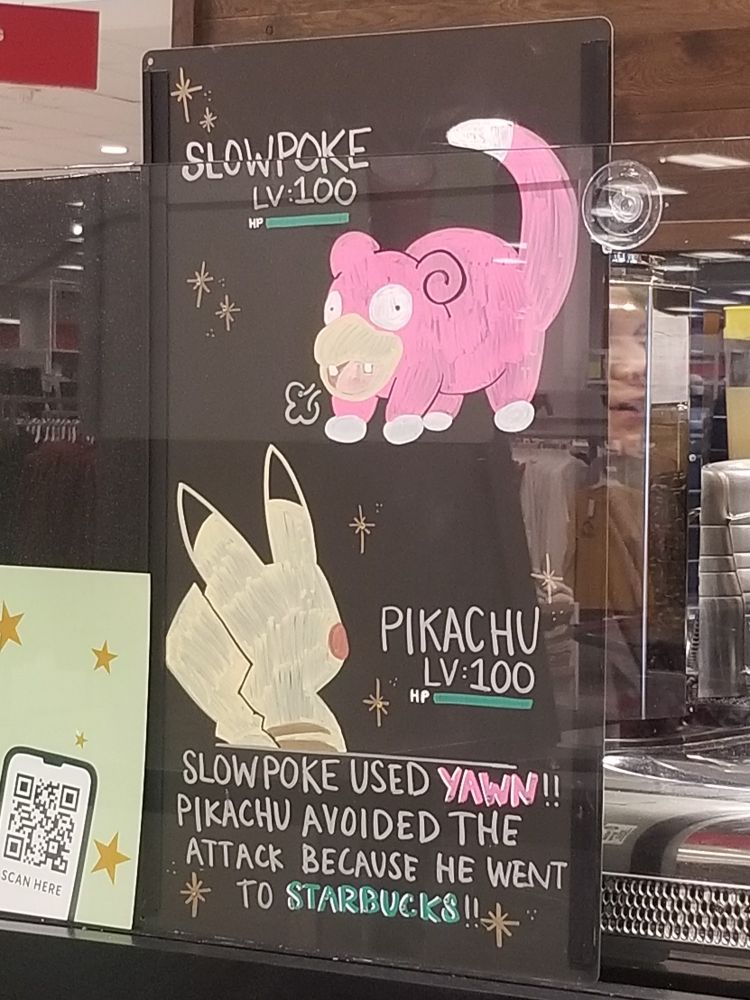 SLOWPOKE
LV:100
HP
PIKACHU
LV:100
HP
SLOWPOKE USED YAWN!!
PIKACHU AVOIDED THE
ATTACK BECAUSE HE WENT
TO STARBUCKS!!
SCAN HERE